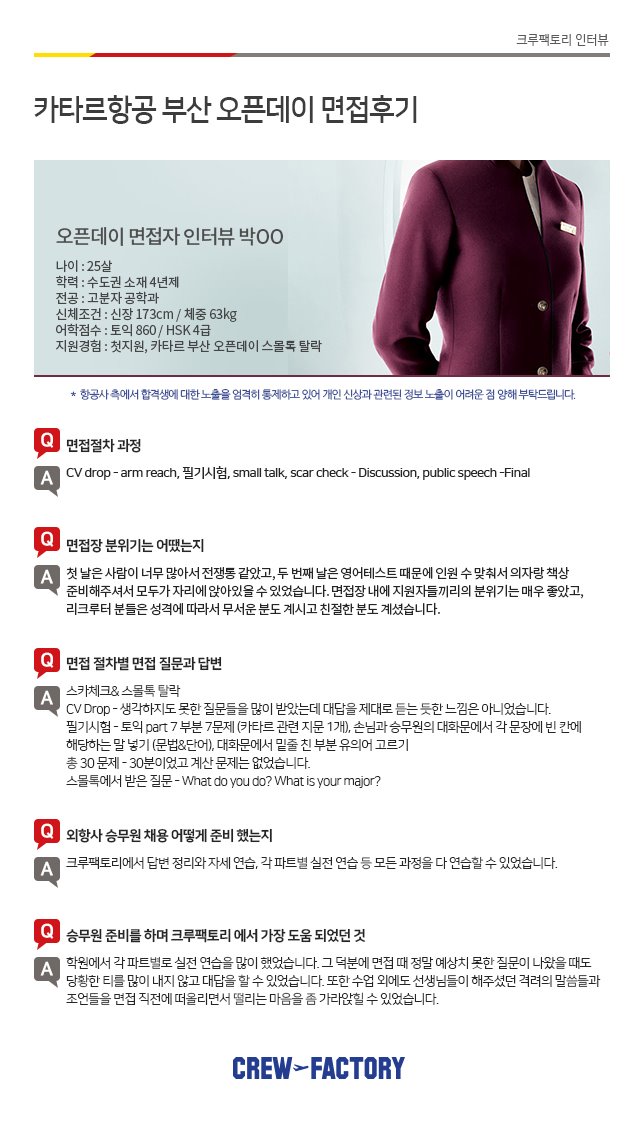 크루팩토리 인터뷰
카타르항공 부산 오픈데이 면접후기
오픈데이 면접자 인터뷰 박OO
나이 : 25살
학력 : 수도권 소재 4년제
전공 : 고분자 공학과
신체조건 : 신장 173cm / 체중 63kg
어학점수 : 토익 860 / HSK 4급
지원경험 : 첫지원, 카타르 부산 오픈데이 스몰톡 탈락
* 항공사 측에서 합격생에 대한 노출을 엄격히 통제하고 있어 개인 신상과 관련된 정보 노출이 어려운 점 양해 부탁드립니다.
Q 면접절차 과정
A CV drop - arm reach, 필기시험, small talk, scar check - Discussion, public speech -Final
Q 면접장 분위기는 어땠는지
A 첫 날은 사람이 너무 많아서 전쟁통 같았고, 두 번째 날은 영어테스트 때문에 인원 수 맞춰서 의자랑 책상
준비해주셔서 모두가 자리에 앉아있을 수 있었습니다. 면접장 내에 지원자들끼리의 분위기는 매우 좋았고,
리크루터 분들은 성격에 따라서 무서운 분도 계시고 친절한 분도 계셨습니다.
Q 면접 절차별 면접 질문과 답변
A 스카체크& 스몰톡 탈락
CV Drop - 생각하지도 못한 질문들을 많이 받았는데 대답을 제대로 듣는 듯한 느낌은 아니었습니다.
필기시험 - 토익 part 7 부분 7문제 (카타르 관련 지문 1개), 손님과 승무원의 대화문에서 각 문장에 빈 칸에
해당하는 말 넣기 (문법&단어), 대화문에서 밑줄 친 부분 유의어 고르기
총 30 문제 - 30분이었고 계산 문제는 없었습니다.
스몰톡에서 받은 질문 - What do you do? What is your major?
Q 외항사 승무원 채용 어떻게 준비 했는지
A 크루팩토리에서 답변 정리와 자세 연습, 각 파트별 실전 연습 등 모든 과정을 다 연습할 수 있었습니다.
Q 승무원 준비를 하며 크루팩토리 에서 가장 도움 되었던 것
A 학원에서 각 파트별로 실전 연습을 많이 했었습니다. 그 덕분에 면접 때 정말 예상치 못한 질문이 나왔을 때도
당황한 티를 많이 내지 않고 대답을 할 수 있었습니다. 또한 수업 외에도 선생님들이 해주셨던 격려의 말씀들과
조언들을 면접 직전에 떠올리면서 떨리는 마음을 좀 가라앉힐 수 있었습니다.
CREW FACTORY